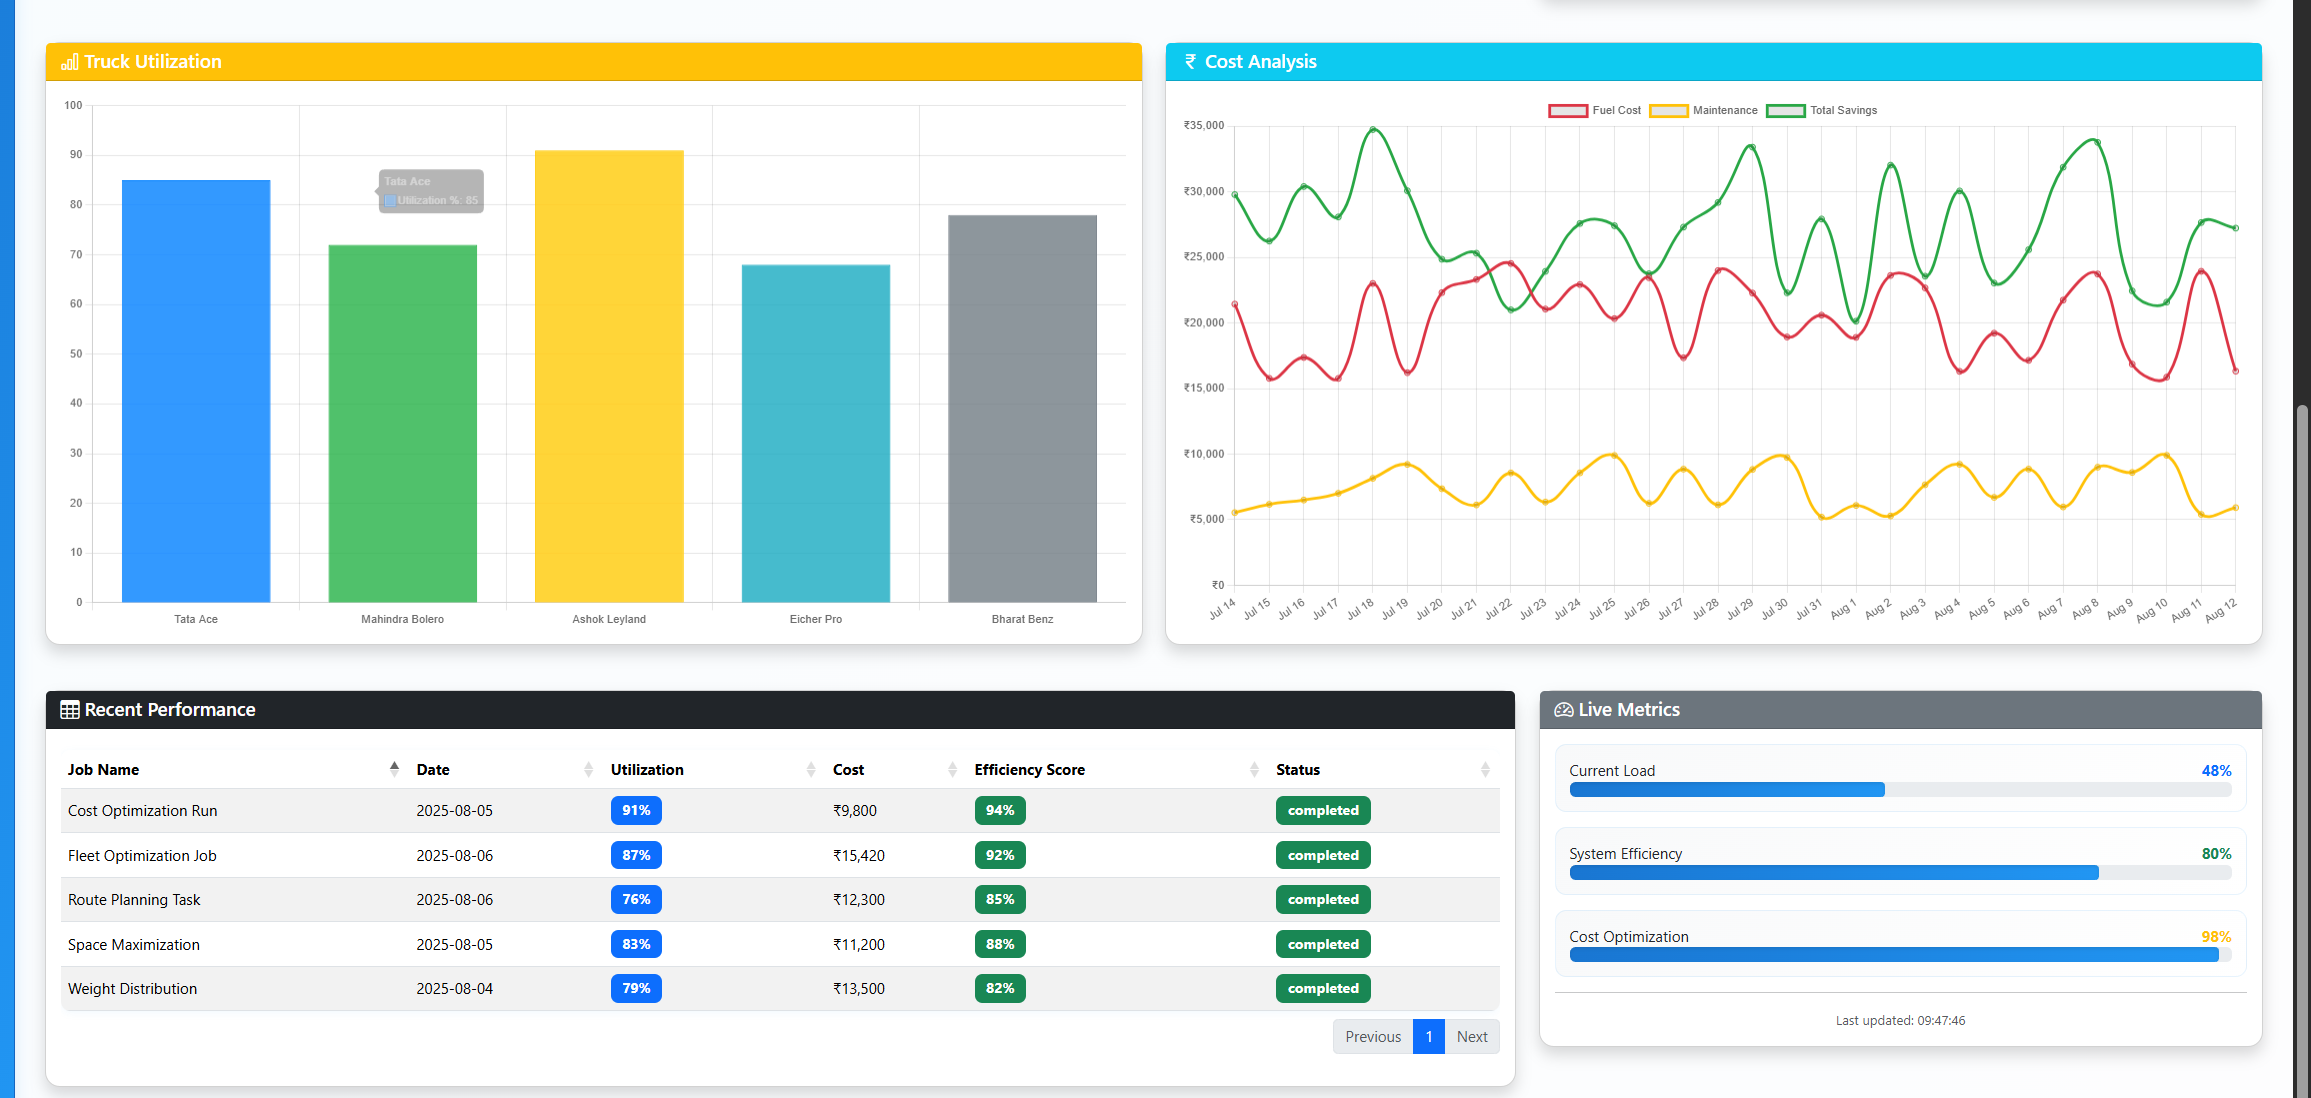 Truck Utilization
100
90
80
70
60
50
40
30
20
10
0
Tata Ace
Utilization %: 85
Tata Ace Mahindra Bolero Ashok Leyland Eicher Pro Bharat Benz
₹ Cost Analysis
Fuel Cost Maintenance Total Savings
₹35,000
₹30,000
₹25,000
₹20,000
₹15,000
₹10,000
₹5,000
₹0
Jul 14 Jul 15 Jul 16 Jul 17 Jul 18 Jul 19 Jul 20 Jul 21 Jul 22 Jul 23 Jul 24 Jul 25 Jul 26 Jul 27 Jul 28 Jul 29 Jul 30 Jul 31 Aug 1 Aug 2 Aug 3 Aug 4 Aug 5 Aug 6 Aug 7 Aug 8 Aug 9 Aug 10 Aug 11 Aug 12
Recent Performance
Job Name Date Utilization Cost Efficiency Score Status
Cost Optimization Run 2025-08-05 91% ₹9,800 94% completed
Fleet Optimization Job 2025-08-06 87% ₹15,420 92% completed
Route Planning Task 2025-08-06 76% ₹12,300 85% completed
Space Maximization 2025-08-05 83% ₹11,200 88% completed
Weight Distribution 2025-08-04 79% ₹13,500 82% completed
Previous 1 Next
Live Metrics
Current Load 48%
System Efficiency 80%
Cost Optimization 98%
Last updated: 09:47:46